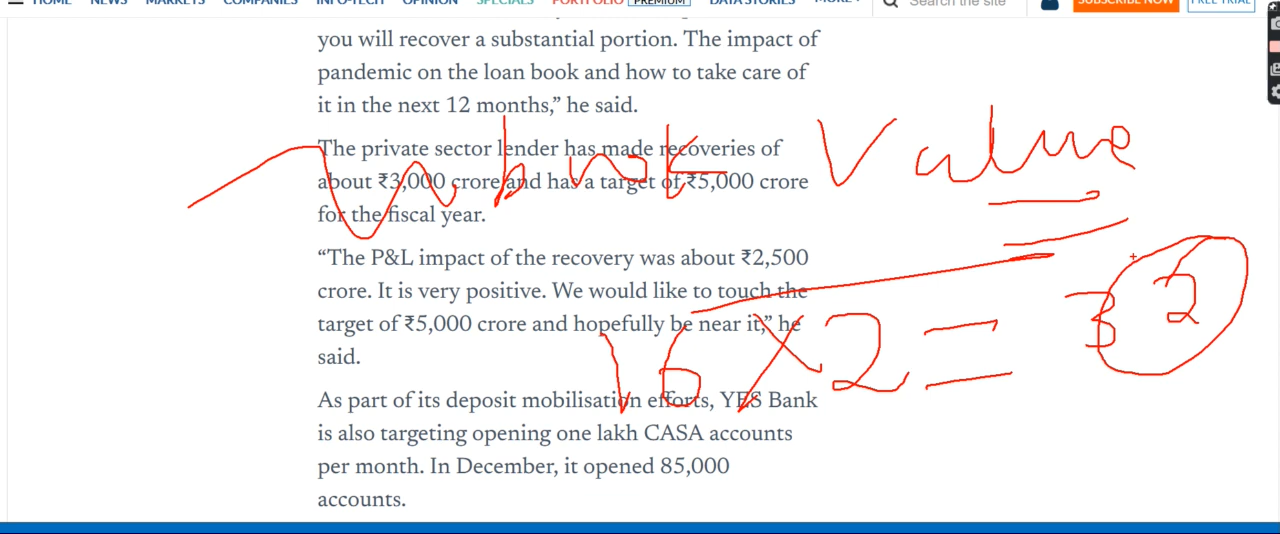 HOME NEWS MARKETS COMPANIES INFO-TECH OPINION SPECIALS PORTFOLIO PREMIUM DATA STORIES MORE Search the site SUBSCRIBE NOW FREE TRIAL
you will recover a substantial portion. The impact of
pandemic on the loan book and how to take care of
it in the next 12 months,” he said.
The private sector lender has made recoveries of
about ₹3,000 crore and has a target of ₹5,000 crore
for the fiscal year.
“The P&L impact of the recovery was about ₹2,500
crore. It is very positive. We would like to touch the
target of ₹5,000 crore and hopefully be near it,” he
said.
As part of its deposit mobilisation efforts, YES Bank
is also targeting opening one lakh CASA accounts
per month. In December, it opened 85,000
accounts.
Value
16 X 2 = 32